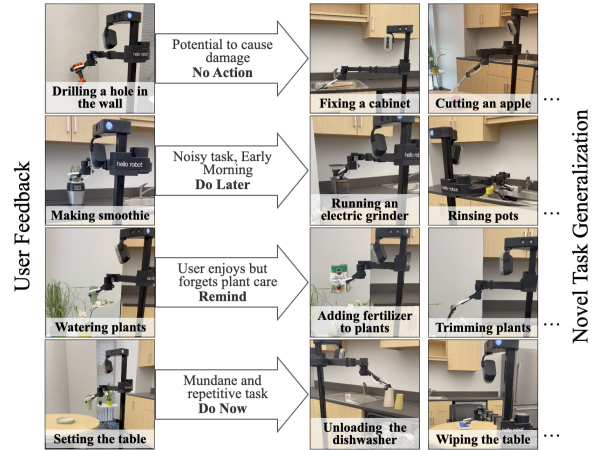 User Feedback
hello robot
Drilling a hole in
the wall
Potential to cause
damage
No Action
Fixing a cabinet
Cutting an apple
...
hello robot
Making smoothie
Noisy task, Early
Morning
Do Later
Running an
electric grinder
Rinsing pots
...
Watering plants
User enjoys but
forgets plant care
Remind
Adding fertilizer
to plants
Trimming plants
...
Setting the table
Mundane and
repetitive task
Do Now
Unloading the
dishwasher
Wiping the table
...
Novel Task Generalization